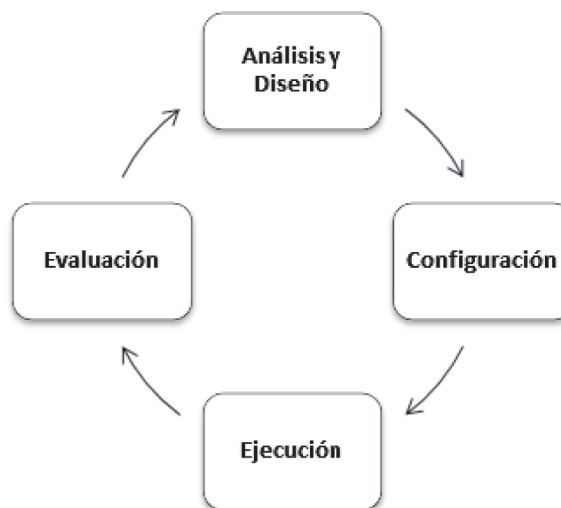 Análisis y
Diseño
Evaluación
Configuración
Ejecución